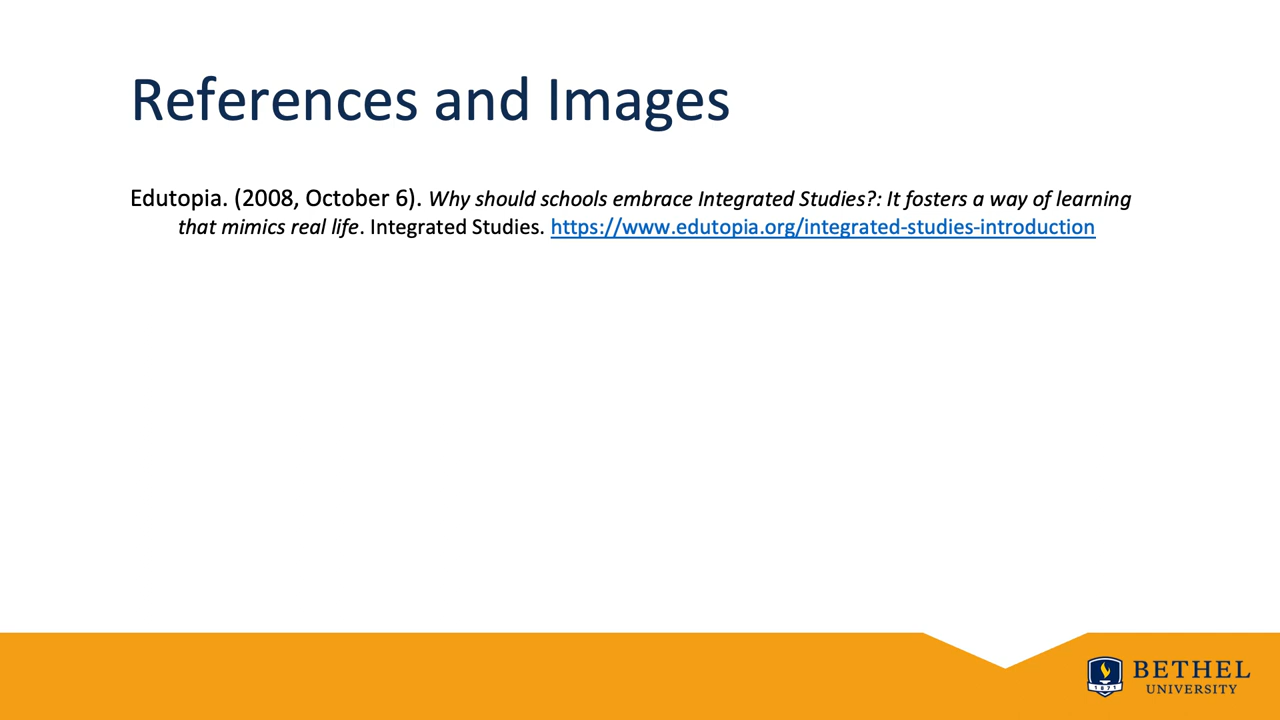 References and Images
Edutopia. (2008, October 6). Why should schools embrace Integrated Studies?: It fosters a way of learning
that mimics real life. Integrated Studies. https://www.edutopia.org/integrated-studies-introduction
BETHEL
UNIVERSITY
1871